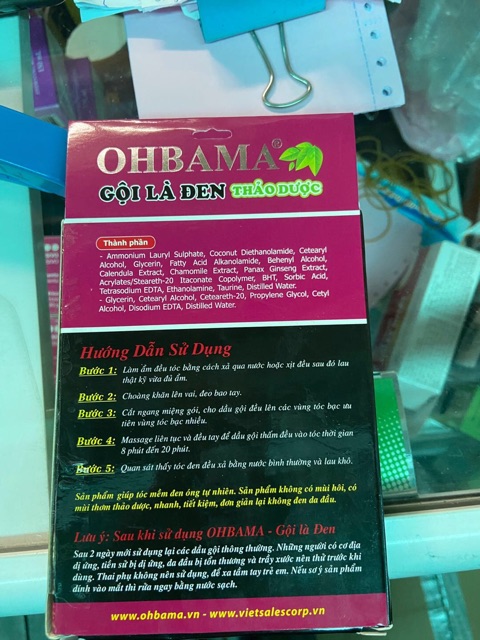 OHBAMA®
GỘI LÀ ĐEN THẢO DƯỢC
Thành phần
- Ammonium Lauryl Sulphate, Coconut Diethanolamide, Cetearyl
Alcohol, Glycerin, Fatty Acid Alkanolamide, Behenyl Alcohol,
Calendula Extract, Chamomile Extract, Panax Ginseng Extract,
Acrylates/Steareth-20 Itaconate Copolymer, BHT, Sorbic Acid,
Tetrasodium EDTA, Ethanolamine, Taurine, Distilled Water.
- Glycerin, Cetearyl Alcohol, Ceteareth-20, Propylene Glycol, Cetyl
Alcohol, Disodium EDTA, Distilled Water.
Hướng Dẫn Sử Dụng
Bước 1: Làm ẩm đều tóc bằng cách xả qua nước hoặc xịt đều sau đó lau
thật kỹ vừa đủ ẩm.
Bước 2: Choàng khăn lên vai, đeo bao tay.
Bước 3: Cắt ngang miệng gói, cho dầu gội đều lên các vùng tóc bạc ưu
tiên vùng tóc bạc nhiều.
Bước 4: Massage liên tục và đều tay để dầu gội thấm đều vào tóc thời gian
8 phút đến 20 phút.
Bước 5: Quan sát thấy tóc đen đều xả bằng nước bình thường và lau khô.
Sản phẩm giúp tóc mềm đen óng tự nhiên. Sản phẩm không có mùi hôi, có
mùi thơm thảo dược, nhanh, tiết kiệm, đơn giản lại không đen da đầu.
Lưu ý: Sau khi sử dụng OHBAMA - Gội là Đen
Sau 2 ngày mới sử dụng lại các dầu gội thông thường. Những người có cơ địa
dị ứng, tiền sử bị dị ứng, da đầu bị tổn thương và trầy xước nên thử trước khi
dùng. Thai phụ không nên sử dụng, để xa tầm tay trẻ em. Nếu sơ ý sản phẩm
dính vào mắt thì rửa ngay bằng nước sạch.
www.ohbama.vn - www.vietsalescorp.vn